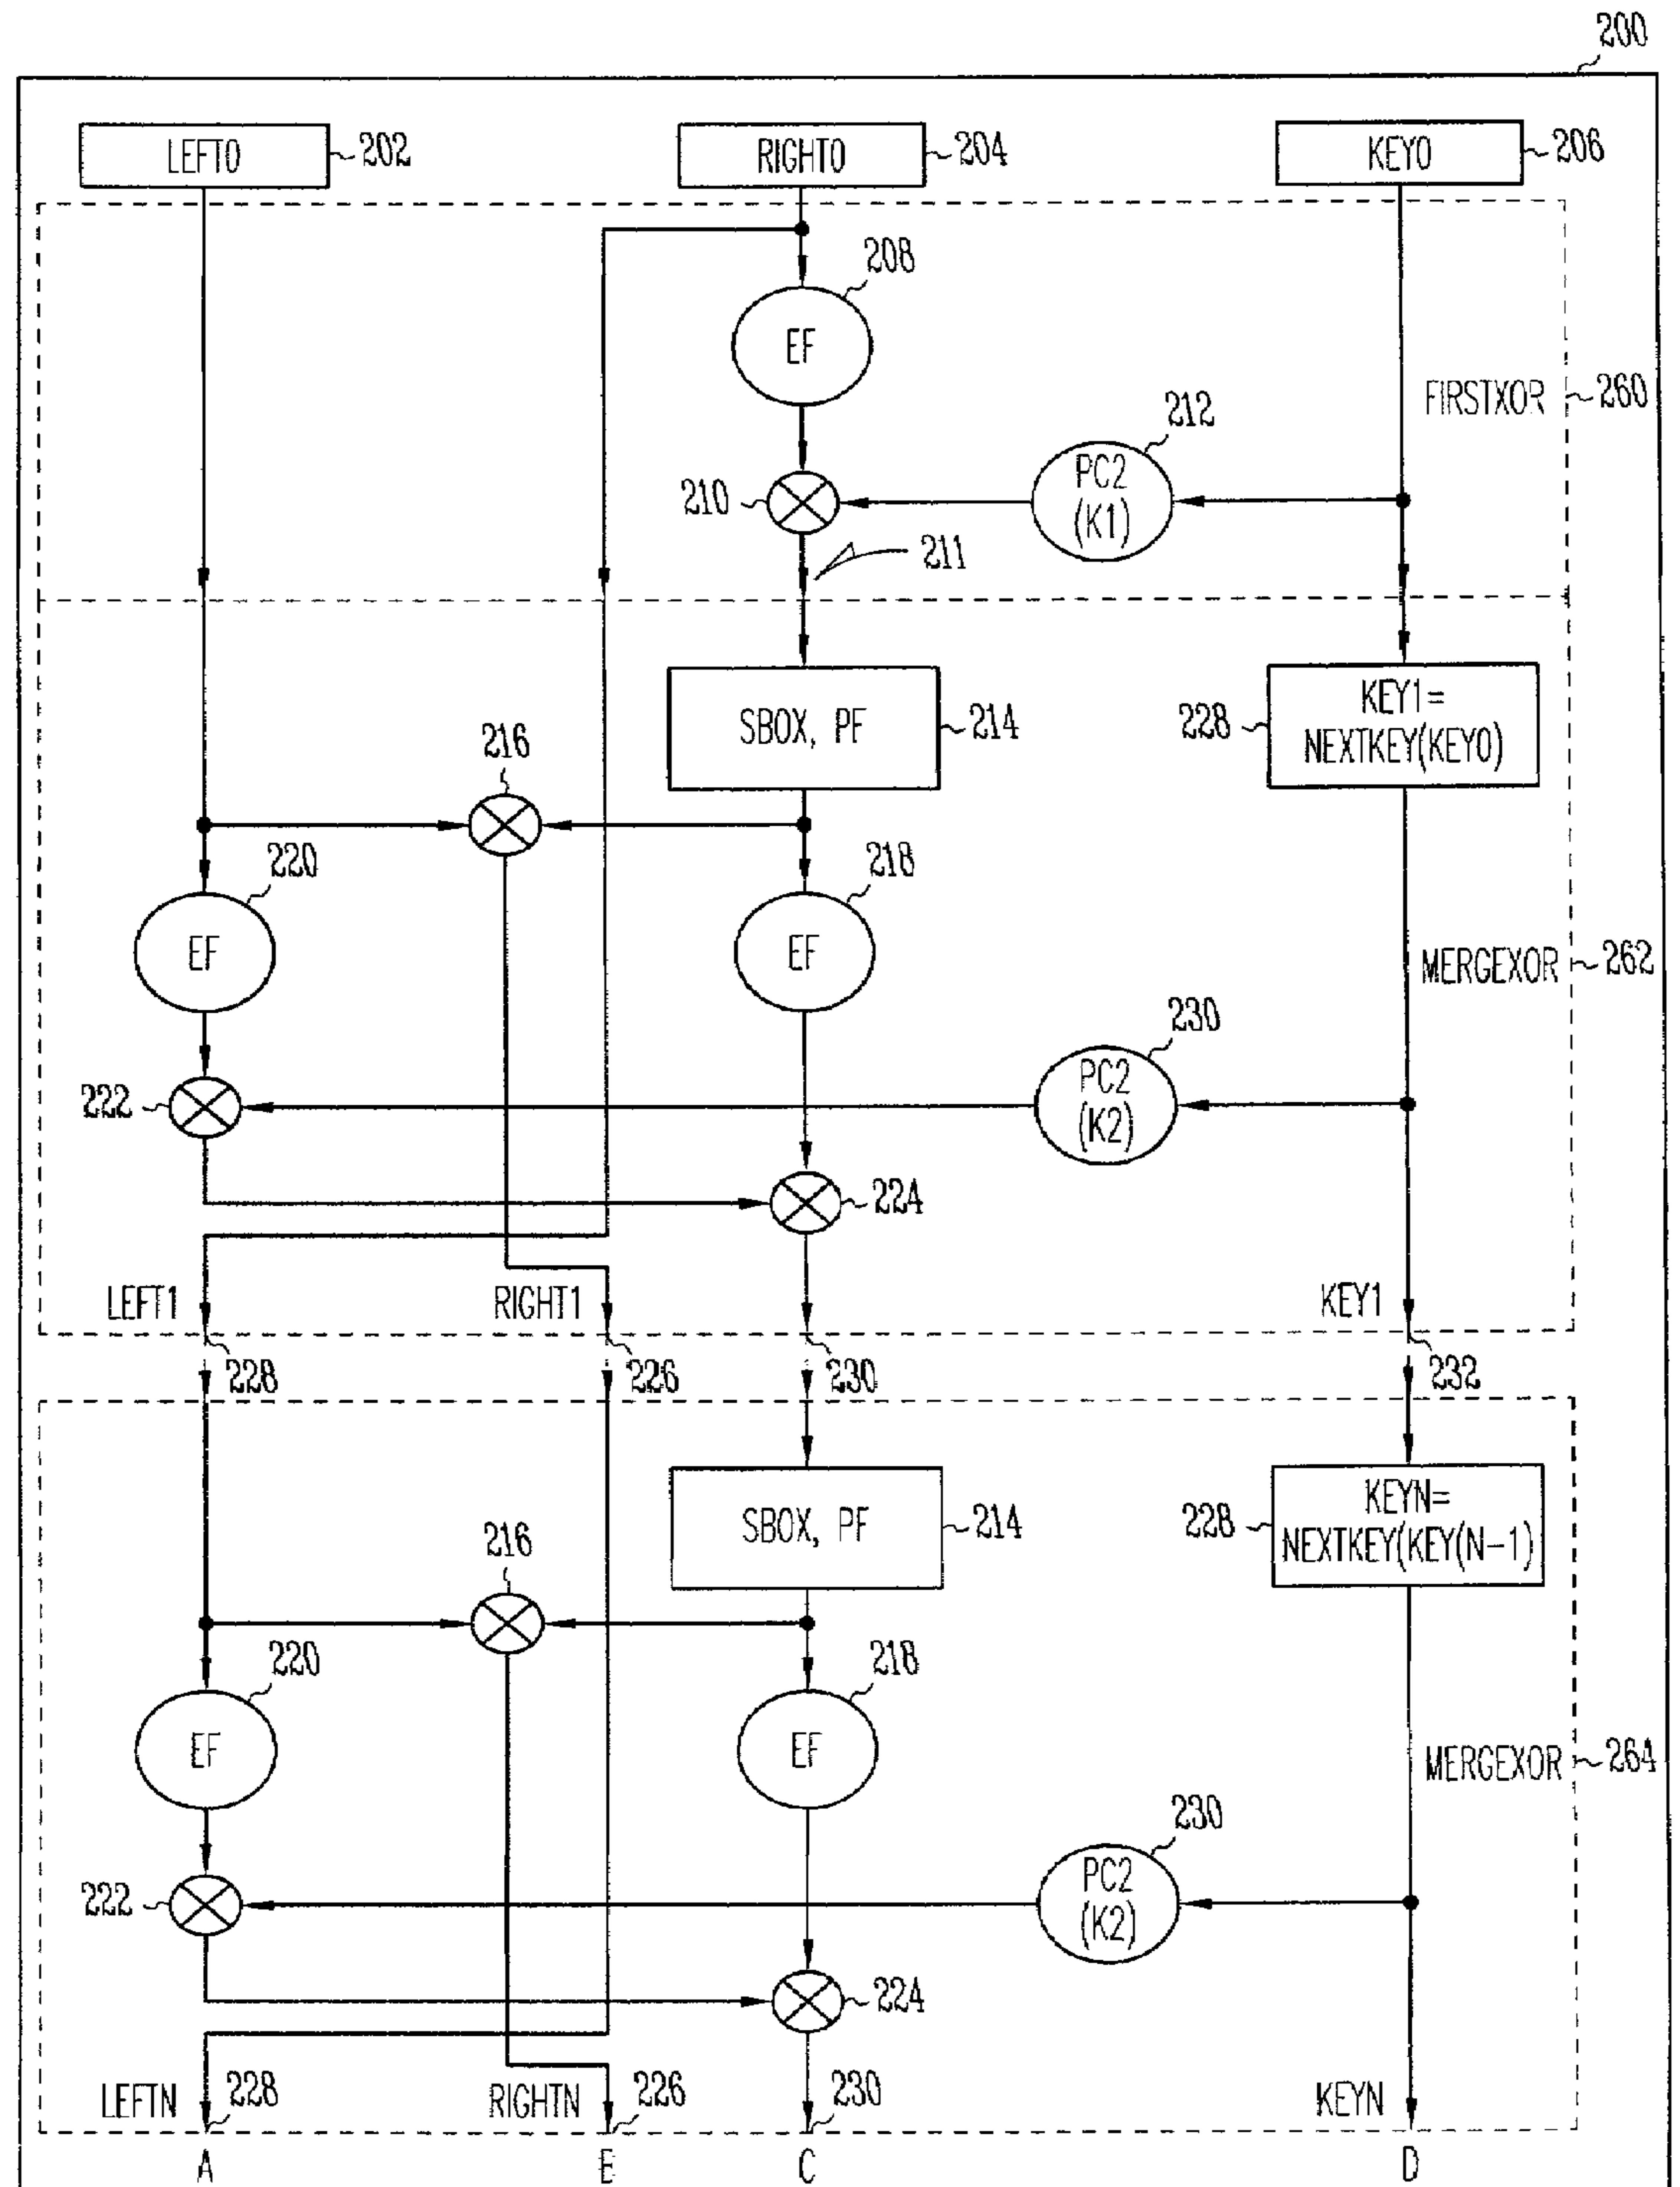 200
LEFT0 202 RIGHT0 204 KEY0 206
208
EF
FIRSTXOR 260
212
PC2
(K1)
210
211
SBOX, PF 214
228 KEY1=
NEXTKEY(KEY0)
216
220 218
EF EF
MERGEXOR 262
230
PC2
(K2)
222
224
LEFT1 RIGHT1 KEY1
228 226 230 232
SBOX, PF 214
228 KEYN=
NEXTKEY(KEY(N-1)
216
220 218
EF EF
MERGEXOR 264
230
PC2
(K2)
222
224
LEFTN 228 RIGHTN 226 230 KEYN
A E C D